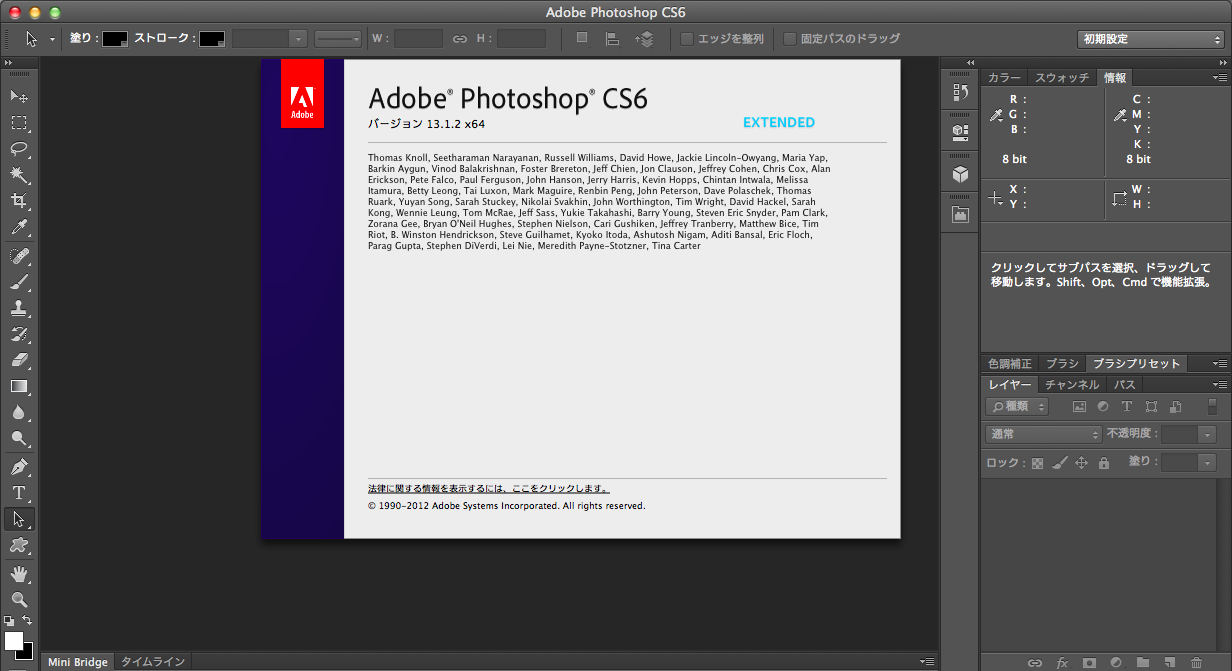 Adobe Photoshop CS6
塗り : ストローク : W : H : エッジを整列 固定パスのドラッグ 初期設定
Adobe
Adobe® Photoshop® CS6
バージョン 13.1.2 x64
EXTENDED
Thomas Knoll, Seetharaman Narayanan, Russell Williams, David Howe, Jackie Lincoln-Owyang, Maria Yap,
Barkin Aygun, Vinod Balakrishnan, Foster Brereton, Jeff Chien, Jon Clauson, Jeffrey Cohen, Chris Cox, Alan
Erickson, Pete Falco, Paul Ferguson, John Hanson, Jerry Harris, Kevin Hopps, Chintan Intwala, Melissa
Itamura, Betty Leong, Tai Luxon, Mark Maguire, Renbin Peng, John Peterson, Dave Polaschek, Thomas
Ruark, Yuyan Song, Sarah Stuckey, Nikolai Svakhin, John Worthington, Tim Wright, David Hackel, Sarah
Kong, Wennie Leung, Tom McRae, Jeff Sass, Yukie Takahashi, Barry Young, Steven Eric Snyder, Pam Clark,
Zorana Gee, Bryan O'Neil Hughes, Stephen Nielson, Cari Gushiken, Jeffrey Tranberry, Matthew Bice, Tim
Riot, B. Winston Hendrickson, Steve Guilhamet, Kyoko Itoda, Ashutosh Nigam, Aditi Bansal, Eric Floch,
Parag Gupta, Stephen DiVerdi, Lei Nie, Meredith Payne-Stotzner, Tina Carter
法律に関する情報を表示するには、ここをクリックします。
© 1990-2012 Adobe Systems Incorporated. All rights reserved.
カラー スウォッチ 情報
R : C :
G : M :
B : Y :
K :
8 bit 8 bit
X : W :
Y : H :
クリックしてサブパスを選択、ドラッグして
移動します。Shift、Opt、Cmd で機能拡張。
色調補正 ブラシ ブラシプリセット
レイヤー チャンネル パス
種類
通常 不透明度 :
ロック : 塗り :
Mini Bridge タイムライン